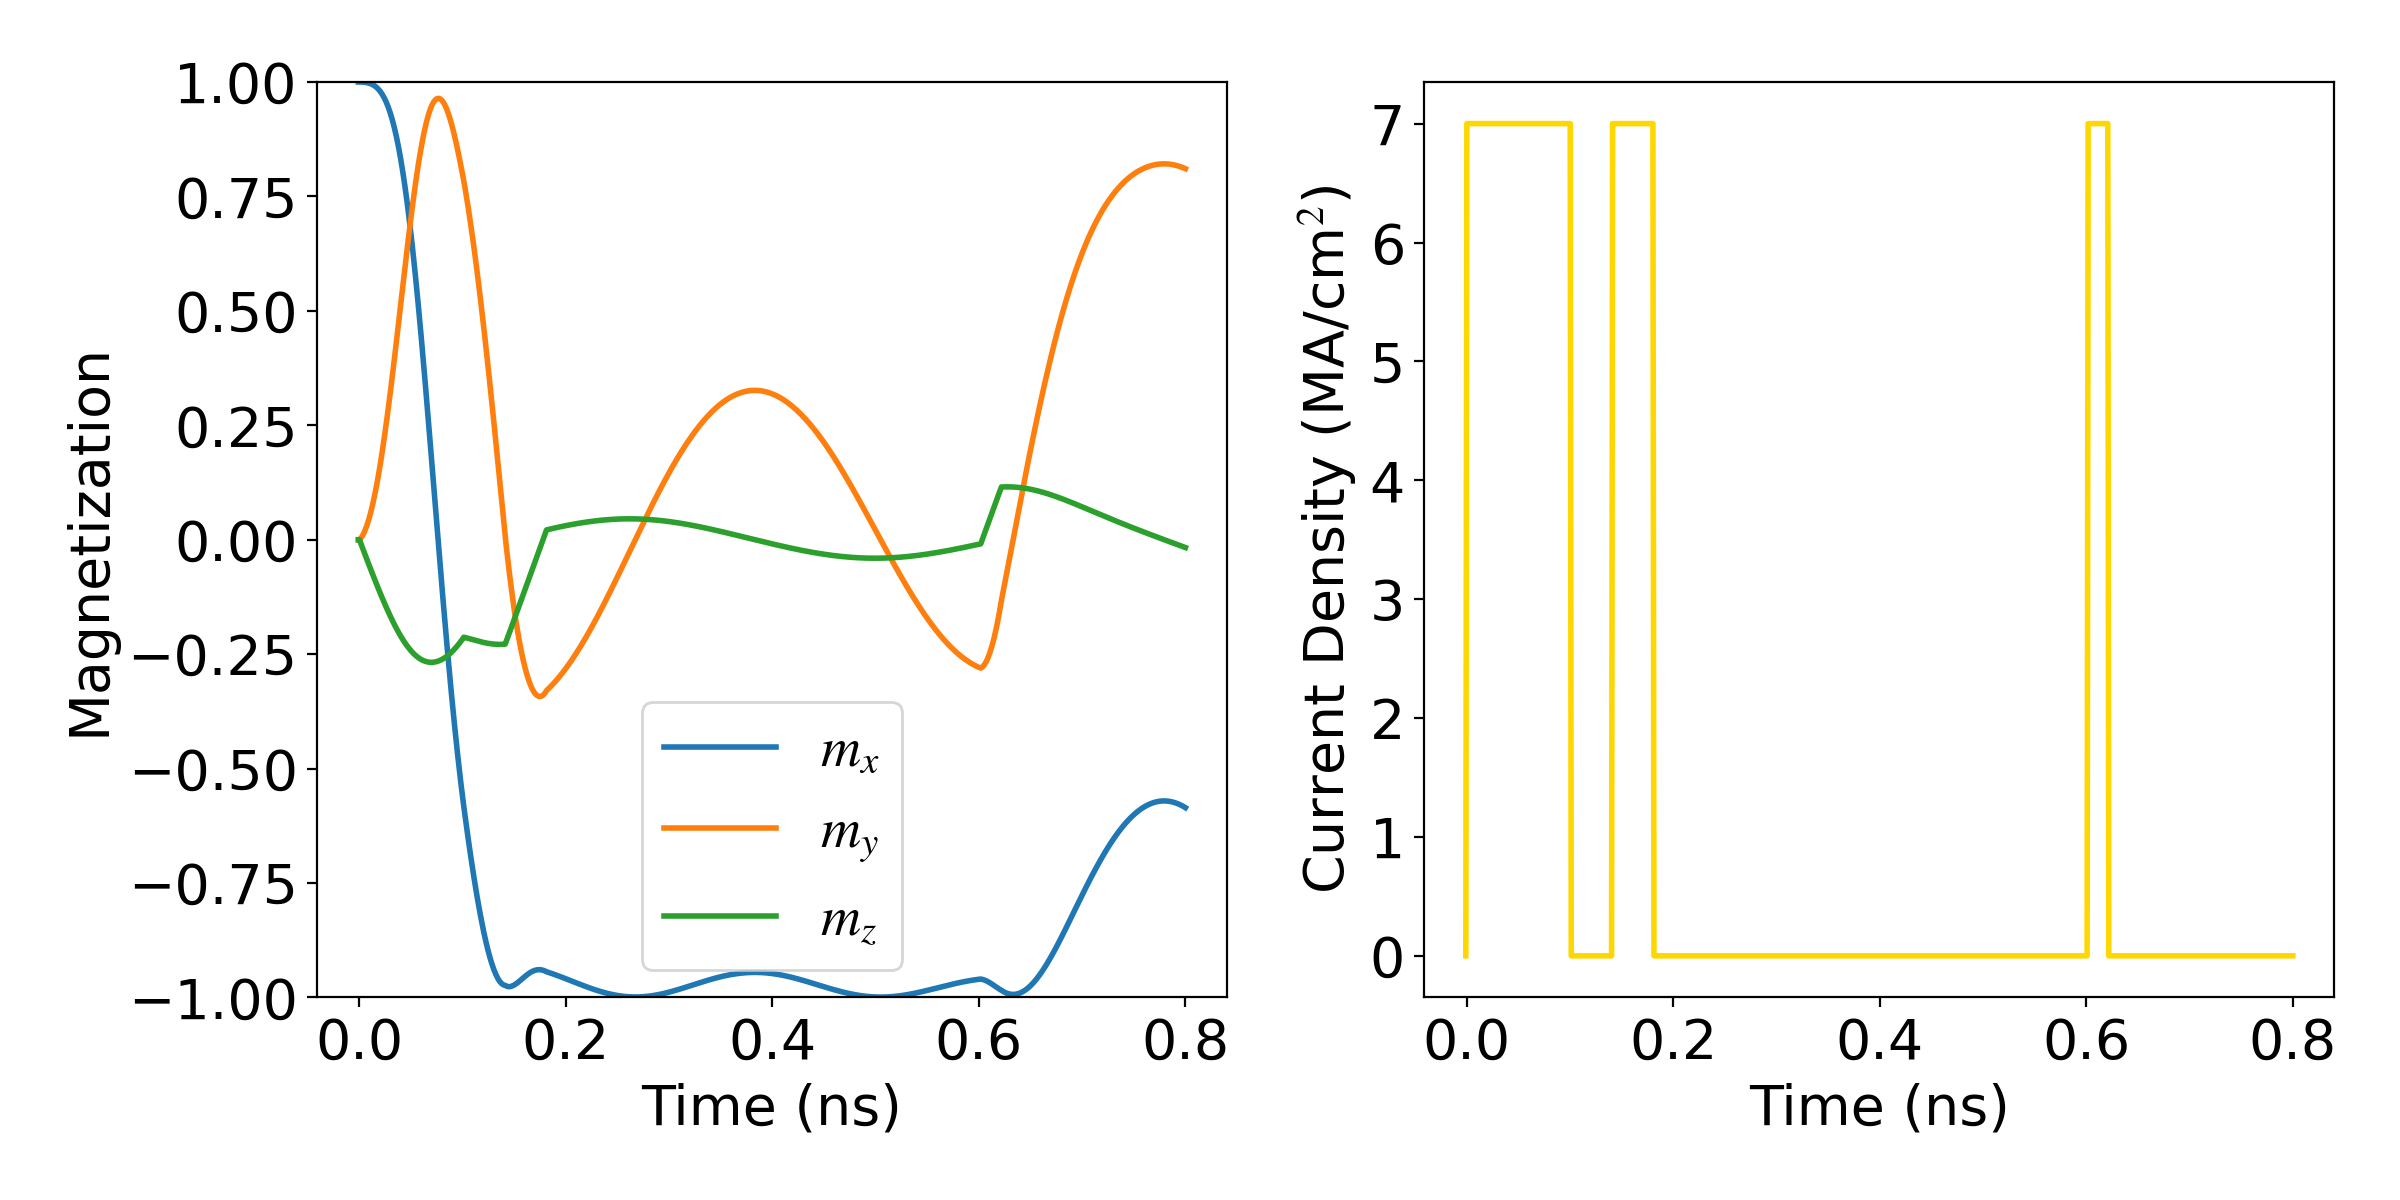 Magnetization
1.00
0.75
0.50
0.25
0.00
−0.25
−0.50
−0.75
−1.00
0.0 0.2 0.4 0.6 0.8
Time (ns)
m_x
m_y
m_z
Current Density (MA/cm²)
7
6
5
4
3
2
1
0
0.0 0.2 0.4 0.6 0.8
Time (ns)